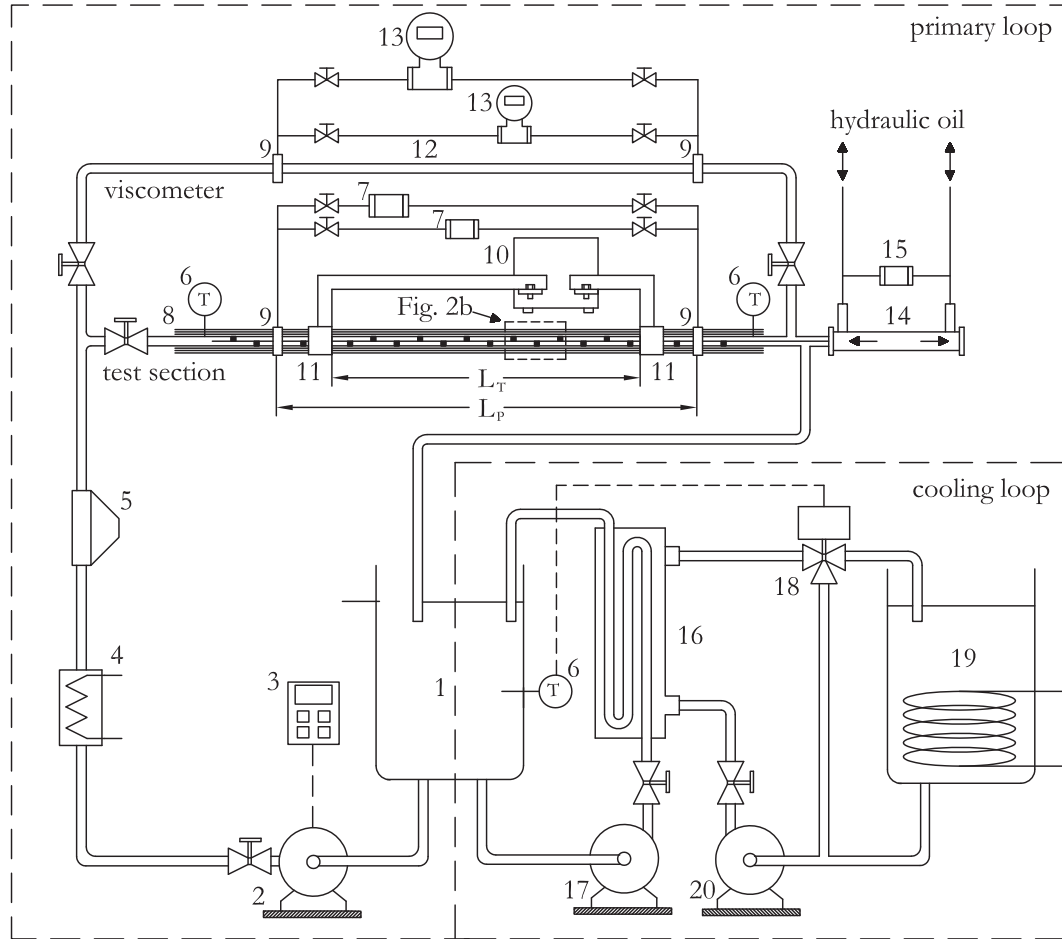 primary loop
13
13
hydraulic oil
9
12
9
viscometer
7
7
10
15
6
T
6
T
8
9
Fig. 2b
9
14
test section
11
11
L_T
L_P
5
cooling loop
18
4
16
3
1
6
T
19
2
17
20